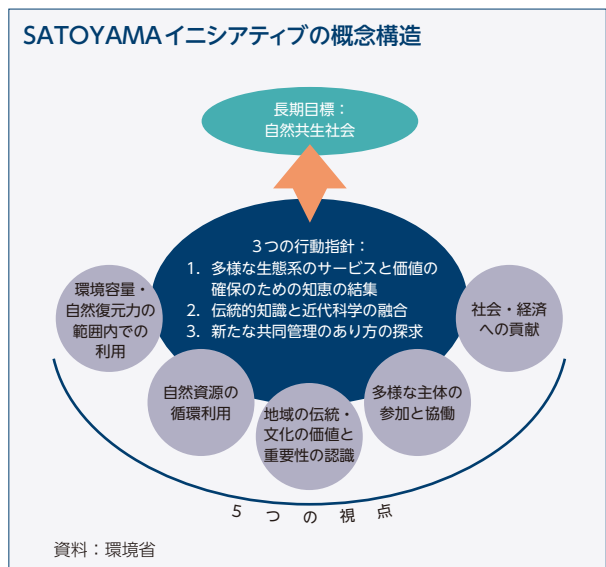 SATOYAMAイニシアティブの概念構造
長期目標：
自然共生社会
3つの行動指針：
1. 多様な生態系のサービスと価値の
確保のための知恵の結集
2. 伝統的知識と近代科学の融合
3. 新たな共同管理のあり方の探求
環境容量・
自然復元力の
範囲内での
利用
自然資源の
循環利用
地域の伝統・
文化の価値と
重要性の認識
多様な主体の
参加と協働
社会・経済
への貢献
5つの視点
資料：環境省